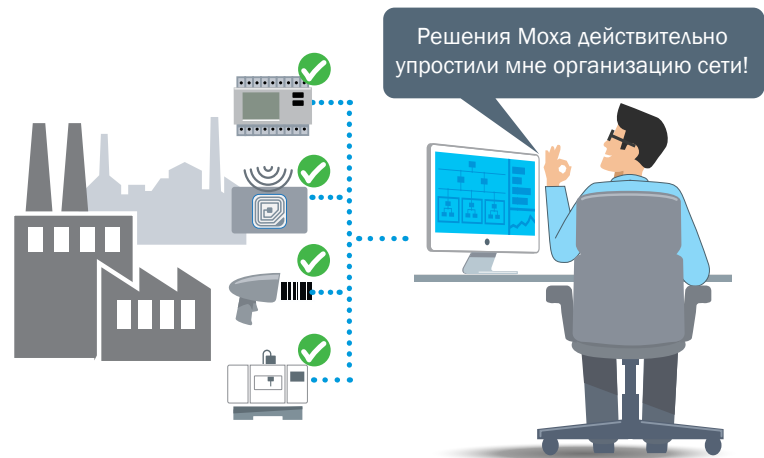 Решения Moxa действительно
упростили мне организацию сети!